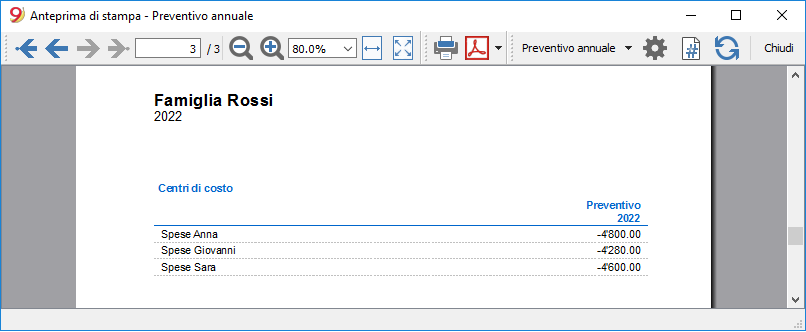 Anteprima di stampa - Preventivo annuale
3 / 3 80.0% Preventivo annuale Chiudi
Famiglia Rossi
2022
Centri di costo
Preventivo
2022
Spese Anna -4'800.00
Spese Giovanni -4'280.00
Spese Sara -4'600.00